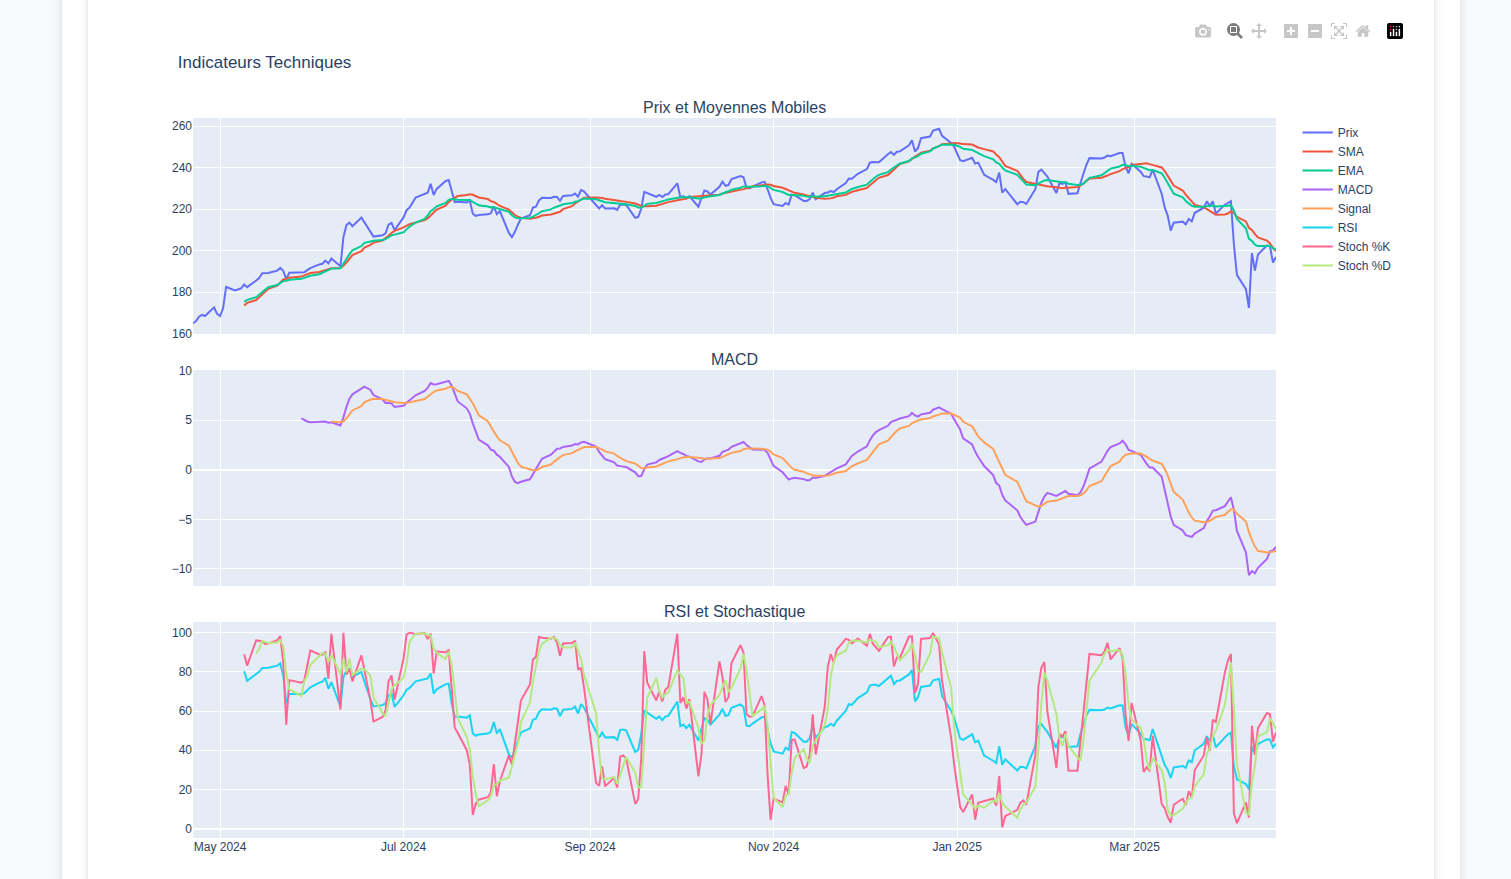 Indicateurs Techniques
Prix et Moyennes Mobiles
260
240
220
200
180
160
Prix
SMA
EMA
MACD
Signal
RSI
Stoch %K
Stoch %D
MACD
10
5
0
−5
−10
RSI et Stochastique
100
80
60
40
20
0
May 2024
Jul 2024
Sep 2024
Nov 2024
Jan 2025
Mar 2025